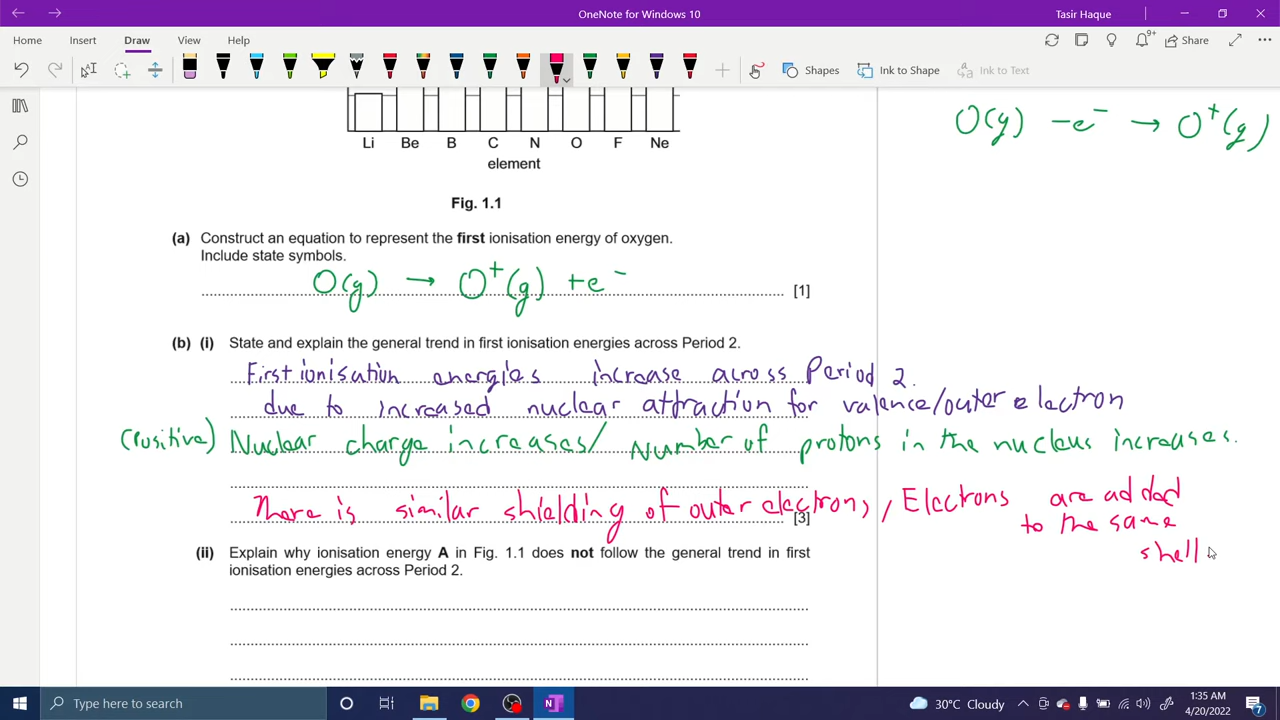 OneNote for Windows 10
Tasir Haque
Home Insert Draw View Help
Share
Shapes
Ink to Shape
Ink to Text
Li Be B C N O F Ne
element
O(g) -e⁻ → O⁺(g)
Fig. 1.1
(a) Construct an equation to represent the first ionisation energy of oxygen.
Include state symbols.
O(g) → O⁺(g) +e⁻
[1]
(b) (i) State and explain the general trend in first ionisation energies across Period 2.
First ionisation energies increase across Period 2.
due to increased nuclear attraction for valence/outer electron
(Positive) Nuclear charge increases/ Number of protons in the nucleus increases.
There is similar shielding of outer electron, / Electrons are added
to the same
shell
[3]
(ii) Explain why ionisation energy A in Fig. 1.1 does not follow the general trend in first
ionisation energies across Period 2.
Type here to search
30°C Cloudy
1:35 AM
4/20/2022
7